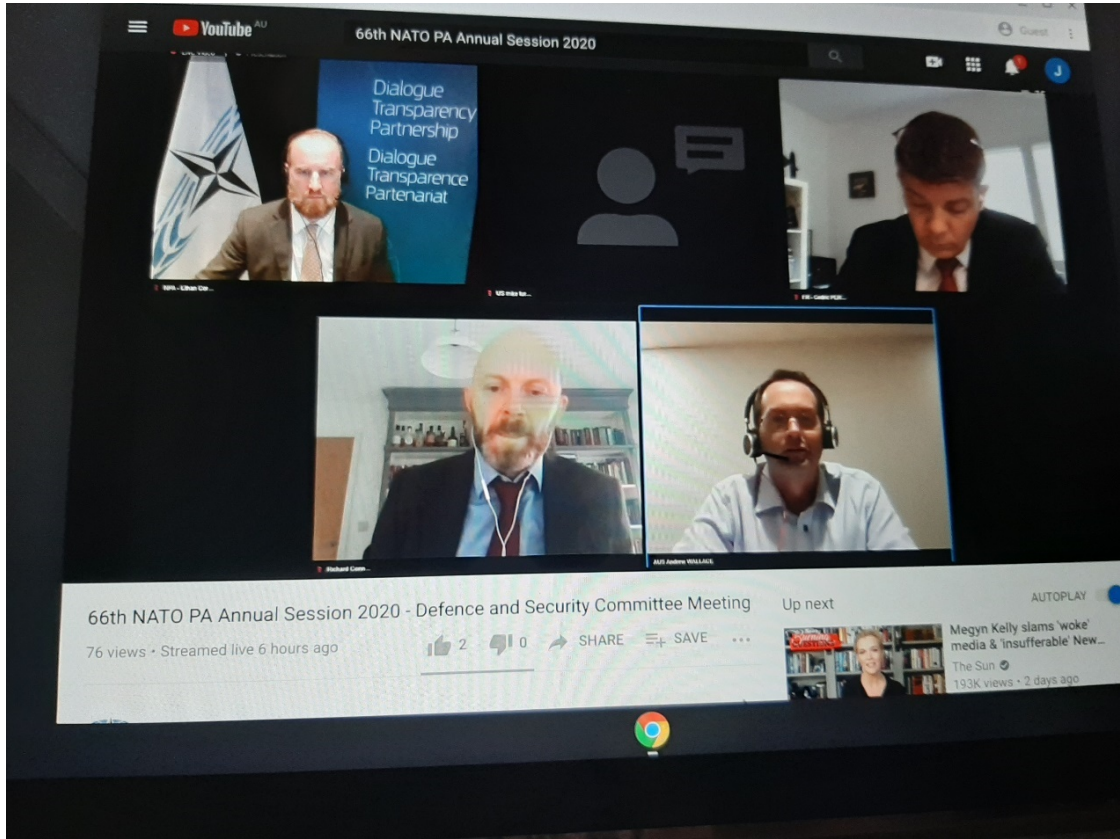 YouTube AU
66th NATO PA Annual Session 2020
Guest
J
Dialogue
Transparency
Partnership
Dialogue
Transparence
Partenariat
AUS Andrew WALLACE
66th NATO PA Annual Session 2020 - Defence and Security Committee Meeting
76 views • Streamed live 6 hours ago
2
0
SHARE
SAVE
Up next
AUTOPLAY
Megyn Kelly slams 'woke'
media & 'insufferable' New...
The Sun
193K views • 2 days ago